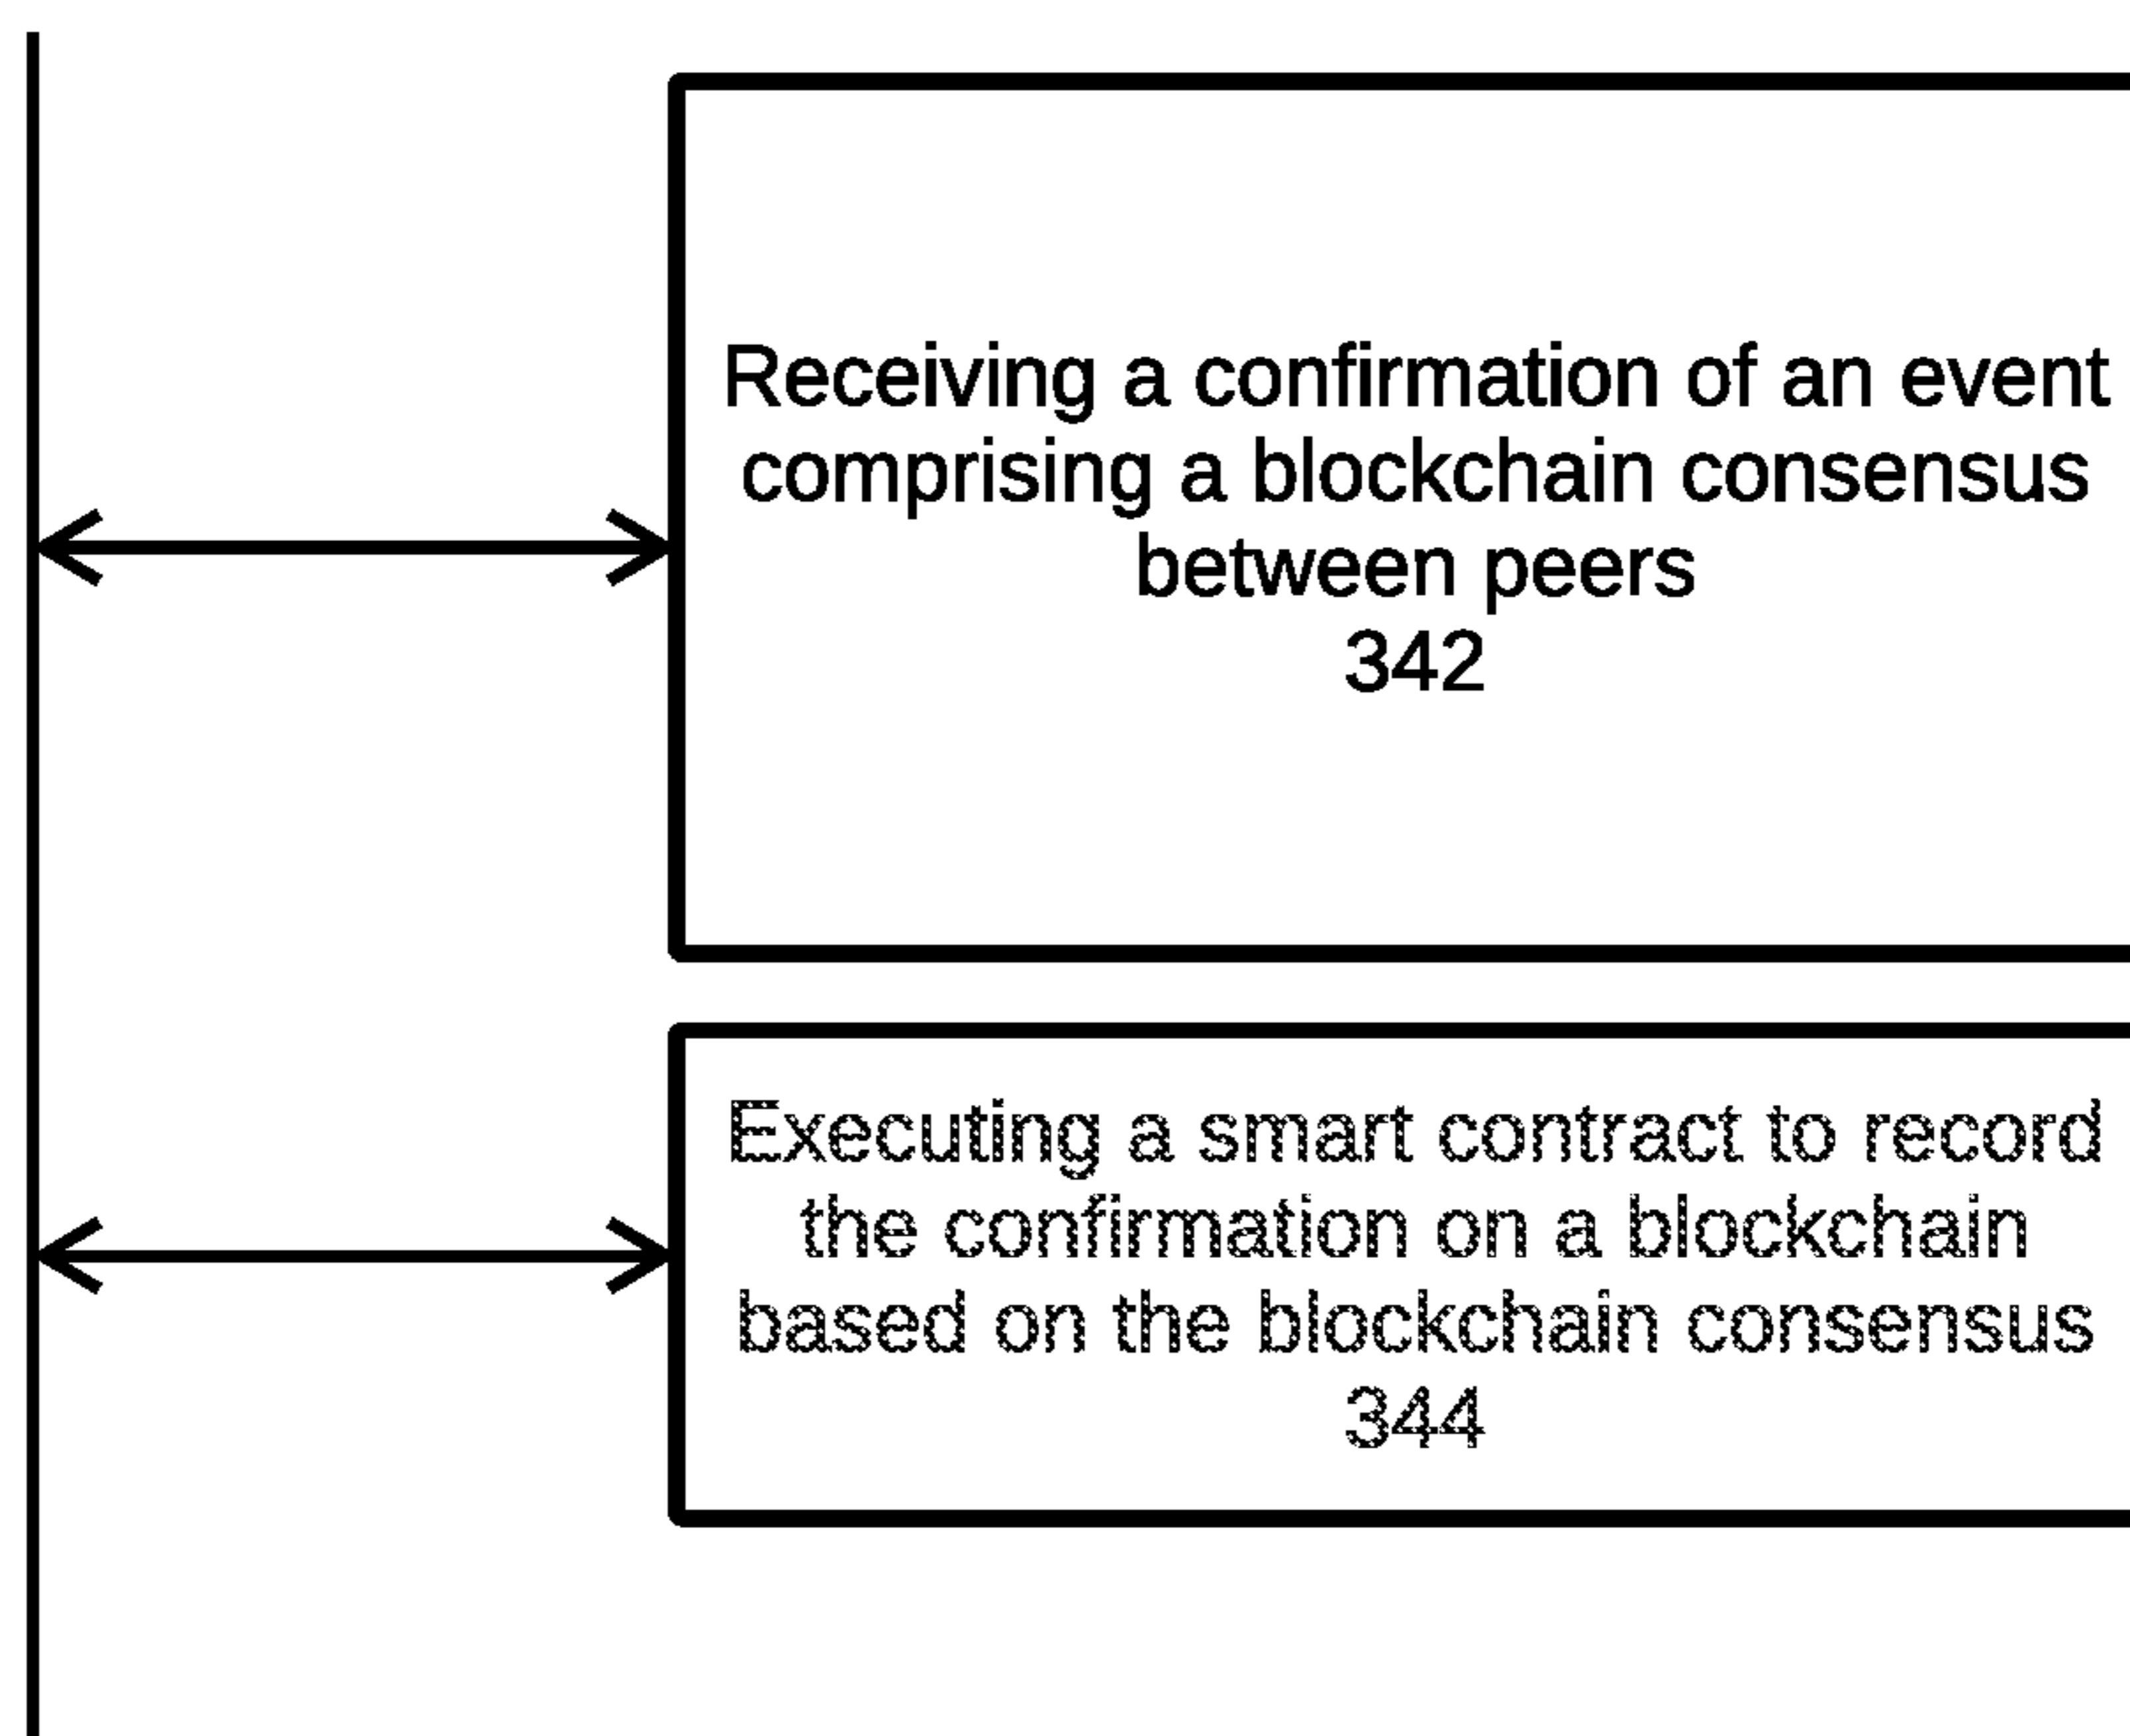 Receiving a confirmation of an event
comprising a blockchain consensus
between peers
342
Executing a smart contract to record
the confirmation on a blockchain
based on the blockchain consensus
344